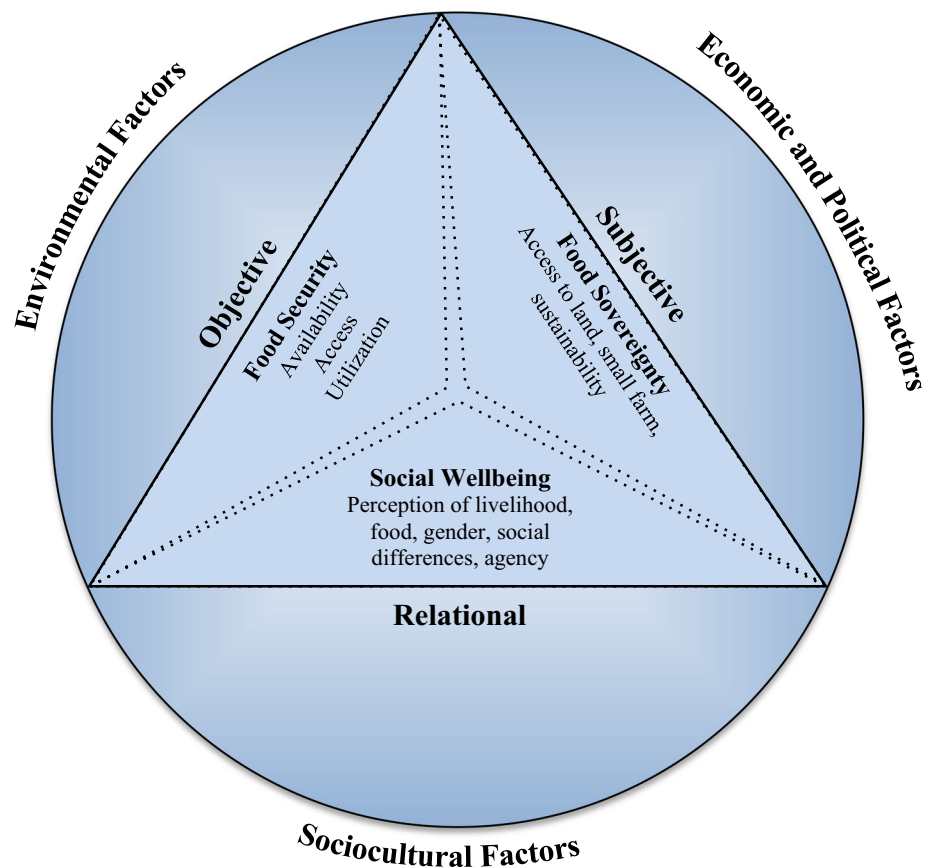 Environmental Factors
Economic and Political Factors
Objective
Food Security
Availability
Access
Utilization
Subjective
Food Sovereignty
Access to land, small farm,
sustainability
Social Wellbeing
Perception of livelihood,
food, gender, social
differences, agency
Relational
Sociocultural Factors